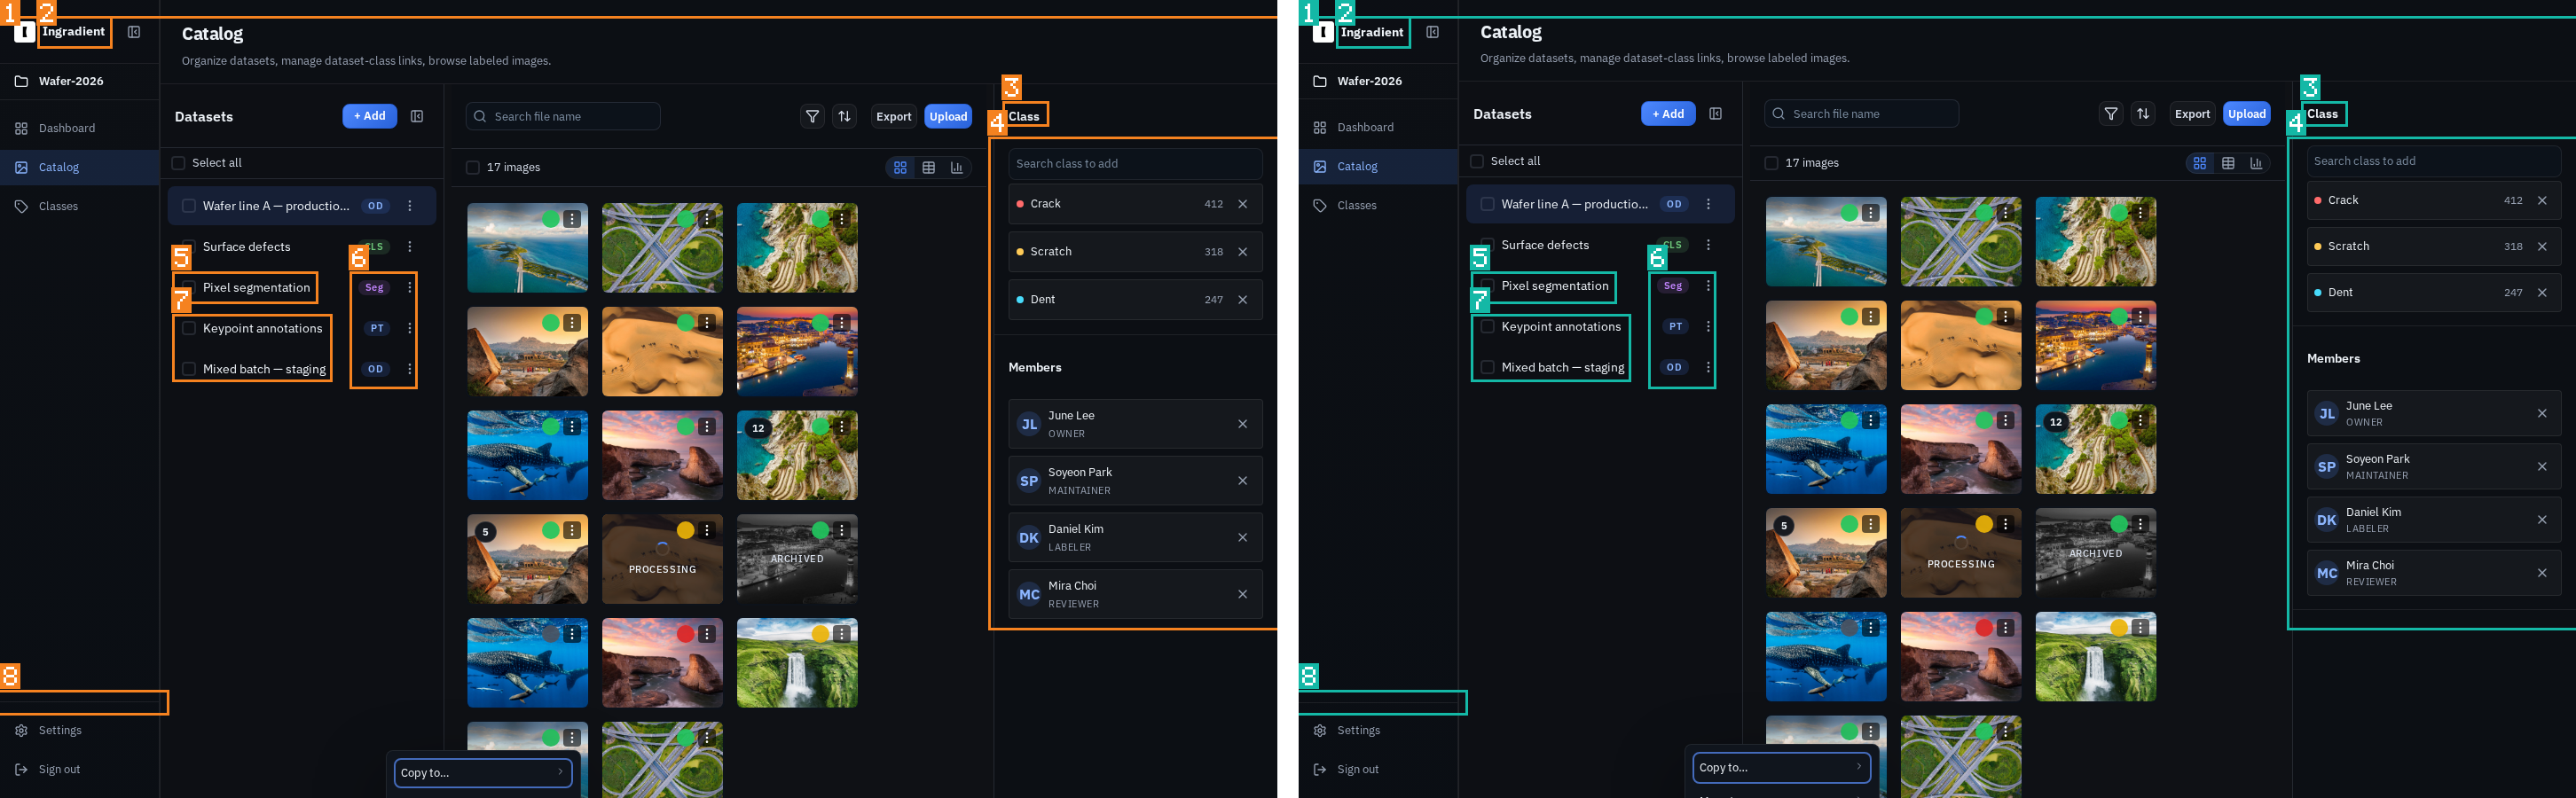 1
2
Ingradient
Wafer-2026
Dashboard
Catalog
Classes
8
Settings
Sign out
Catalog
Organize datasets, manage dataset-class links, browse labeled images.
Datasets
+ Add
Select all
Wafer line A — productio... OD
Surface defects CLS
5
6
Pixel segmentation Seg
7
Keypoint annotations PT
Mixed batch — staging OD
Search file name
Export
Upload
17 images
12
5
PROCESSING
ARCHIVED
Copy to...
3
Class
4
Search class to add
Crack 412
Scratch 318
Dent 247
Members
JL
June Lee
OWNER
SP
Soyeon Park
MAINTAINER
DK
Daniel Kim
LABELER
MC
Mira Choi
REVIEWER
1
2
Ingradient
Wafer-2026
Dashboard
Catalog
Classes
8
Settings
Sign out
Catalog
Organize datasets, manage dataset-class links, browse labeled images.
Datasets
+ Add
Select all
Wafer line A — productio... OD
Surface defects CLS
5
6
Pixel segmentation Seg
7
Keypoint annotations PT
Mixed batch — staging OD
Search file name
Export
Upload
17 images
12
5
PROCESSING
ARCHIVED
Copy to...
3
Class
4
Search class to add
Crack 412
Scratch 318
Dent 247
Members
JL
June Lee
OWNER
SP
Soyeon Park
MAINTAINER
DK
Daniel Kim
LABELER
MC
Mira Choi
REVIEWER